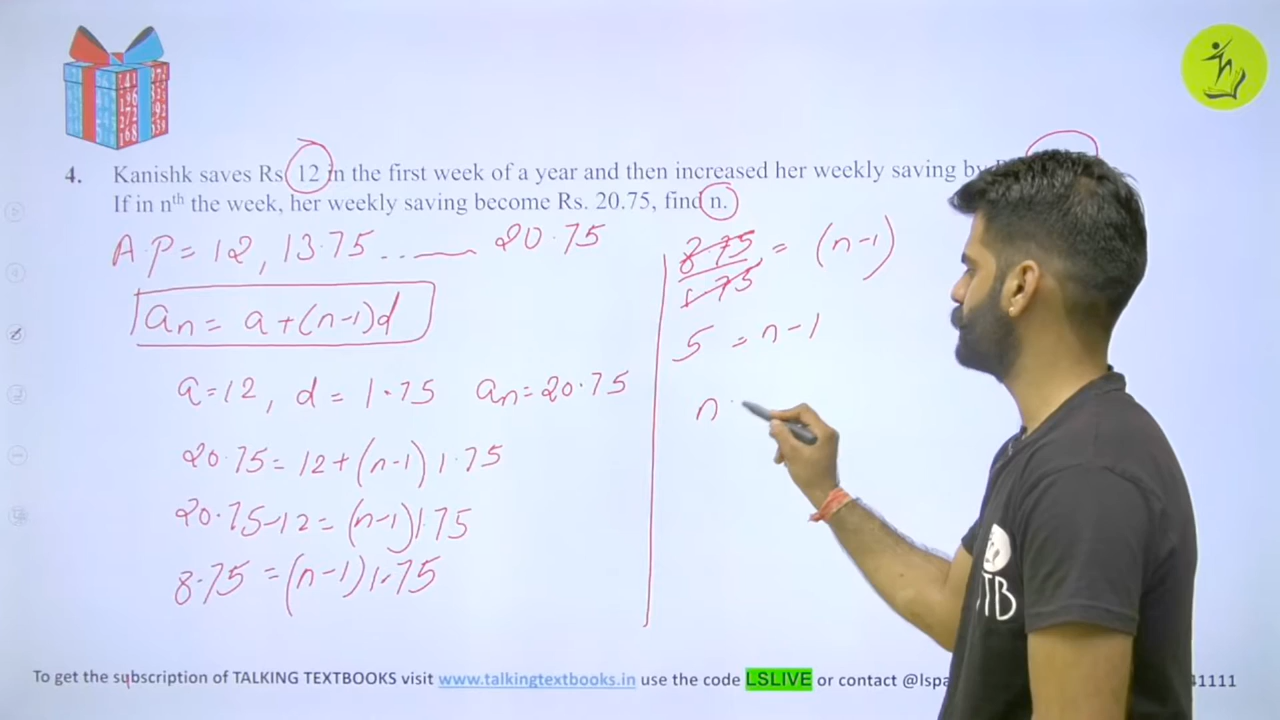 4. Kanishk saves Rs. 12 in the first week of a year and then increased her weekly saving by
If in nth the week, her weekly saving become Rs. 20.75, find n.
A.P = 12, 13.75 ...... 20.75
an = a + (n-1)d
a=12, d = 1.75 an = 20.75
20.75 = 12 + (n-1) 1.75
20.75-12 = (n-1)1.75
8.75 = (n-1)1.75
8.75 / 1.75 = (n-1)
5 = n-1
n
TB
To get the subscription of TALKING TEXTBOOKS visit www.talkingtextbooks.in use the code LSLIVE or contact 1111